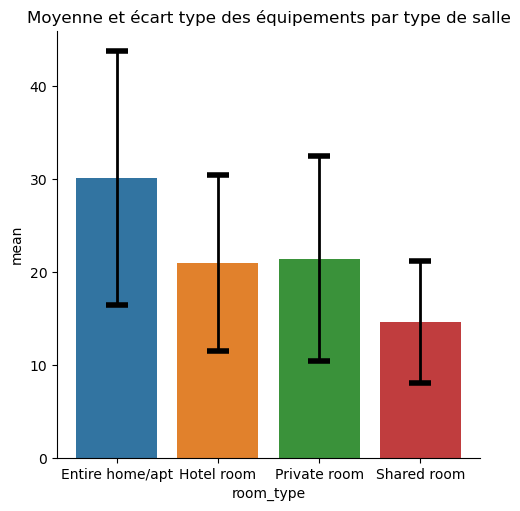 Moyenne et écart type des équipements par type de salle
40
30
20
10
0
mean
Entire home/apt Hotel room Private room Shared room
room_type